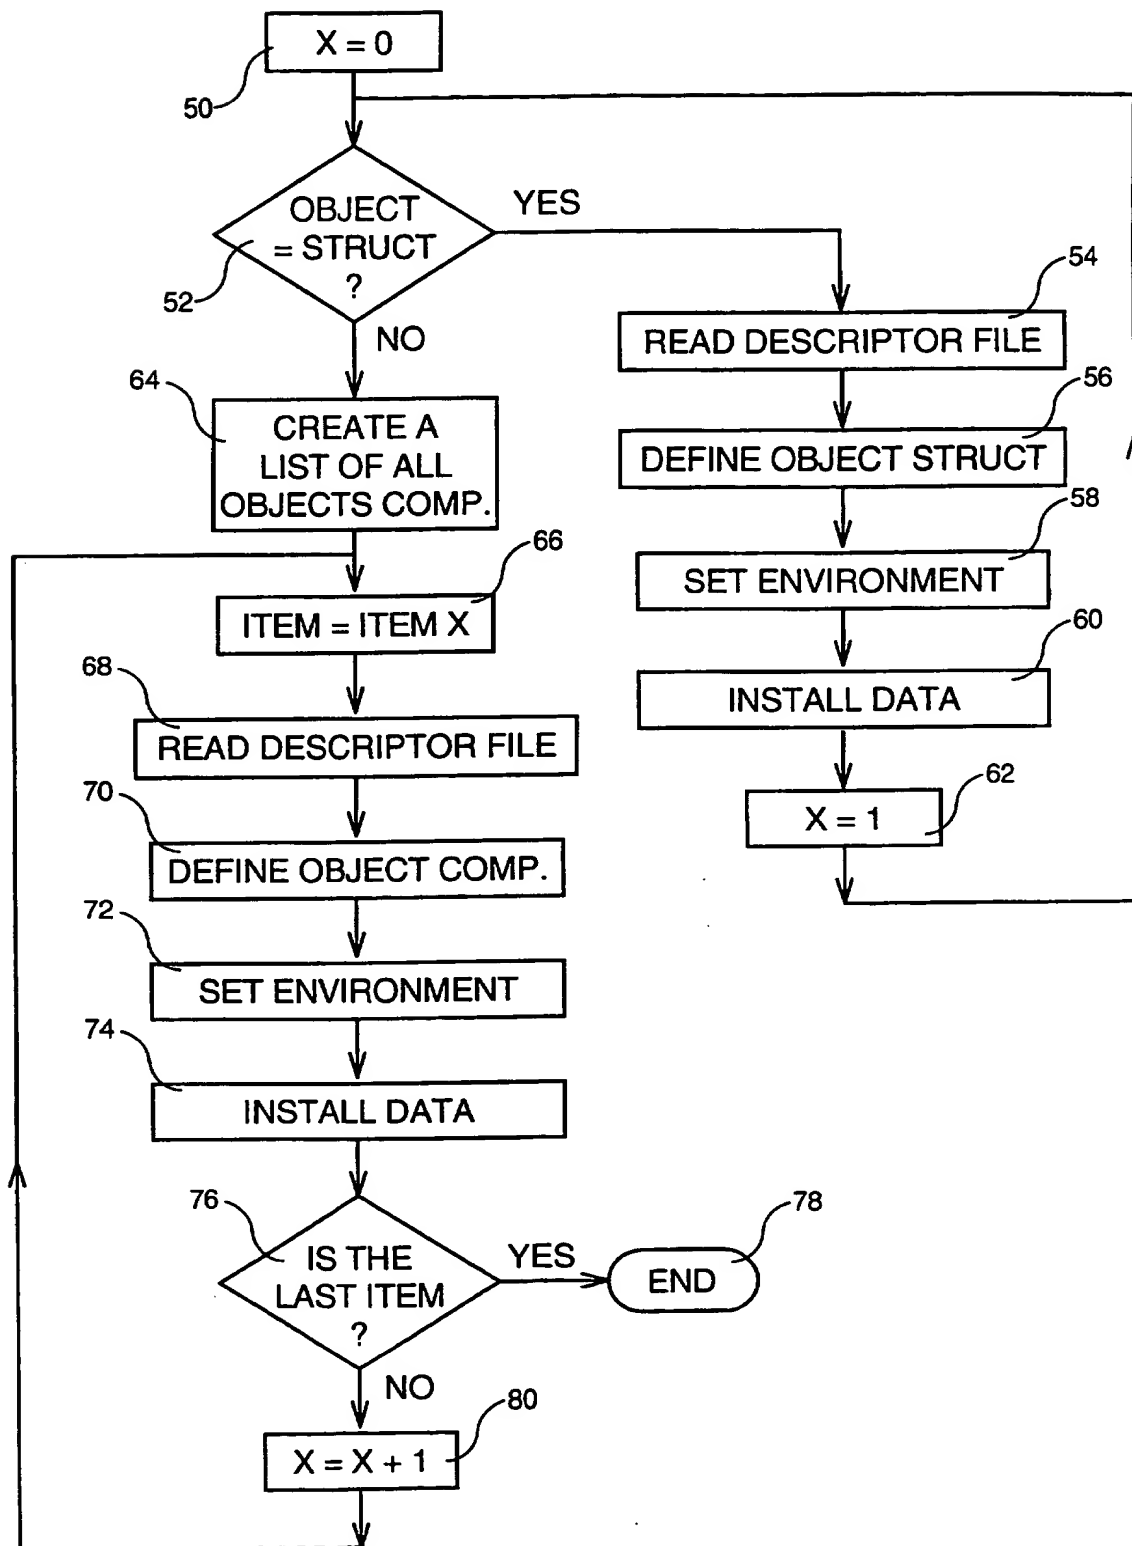 X = 0
50
OBJECT
= STRUCT
?
52
YES
NO
54
READ DESCRIPTOR FILE
56
DEFINE OBJECT STRUCT
58
SET ENVIRONMENT
60
INSTALL DATA
62
X = 1
64
CREATE A
LIST OF ALL
OBJECTS COMP.
66
ITEM = ITEM X
68
READ DESCRIPTOR FILE
70
DEFINE OBJECT COMP.
72
SET ENVIRONMENT
74
INSTALL DATA
76
IS THE
LAST ITEM
?
YES
78
END
NO
80
X = X + 1